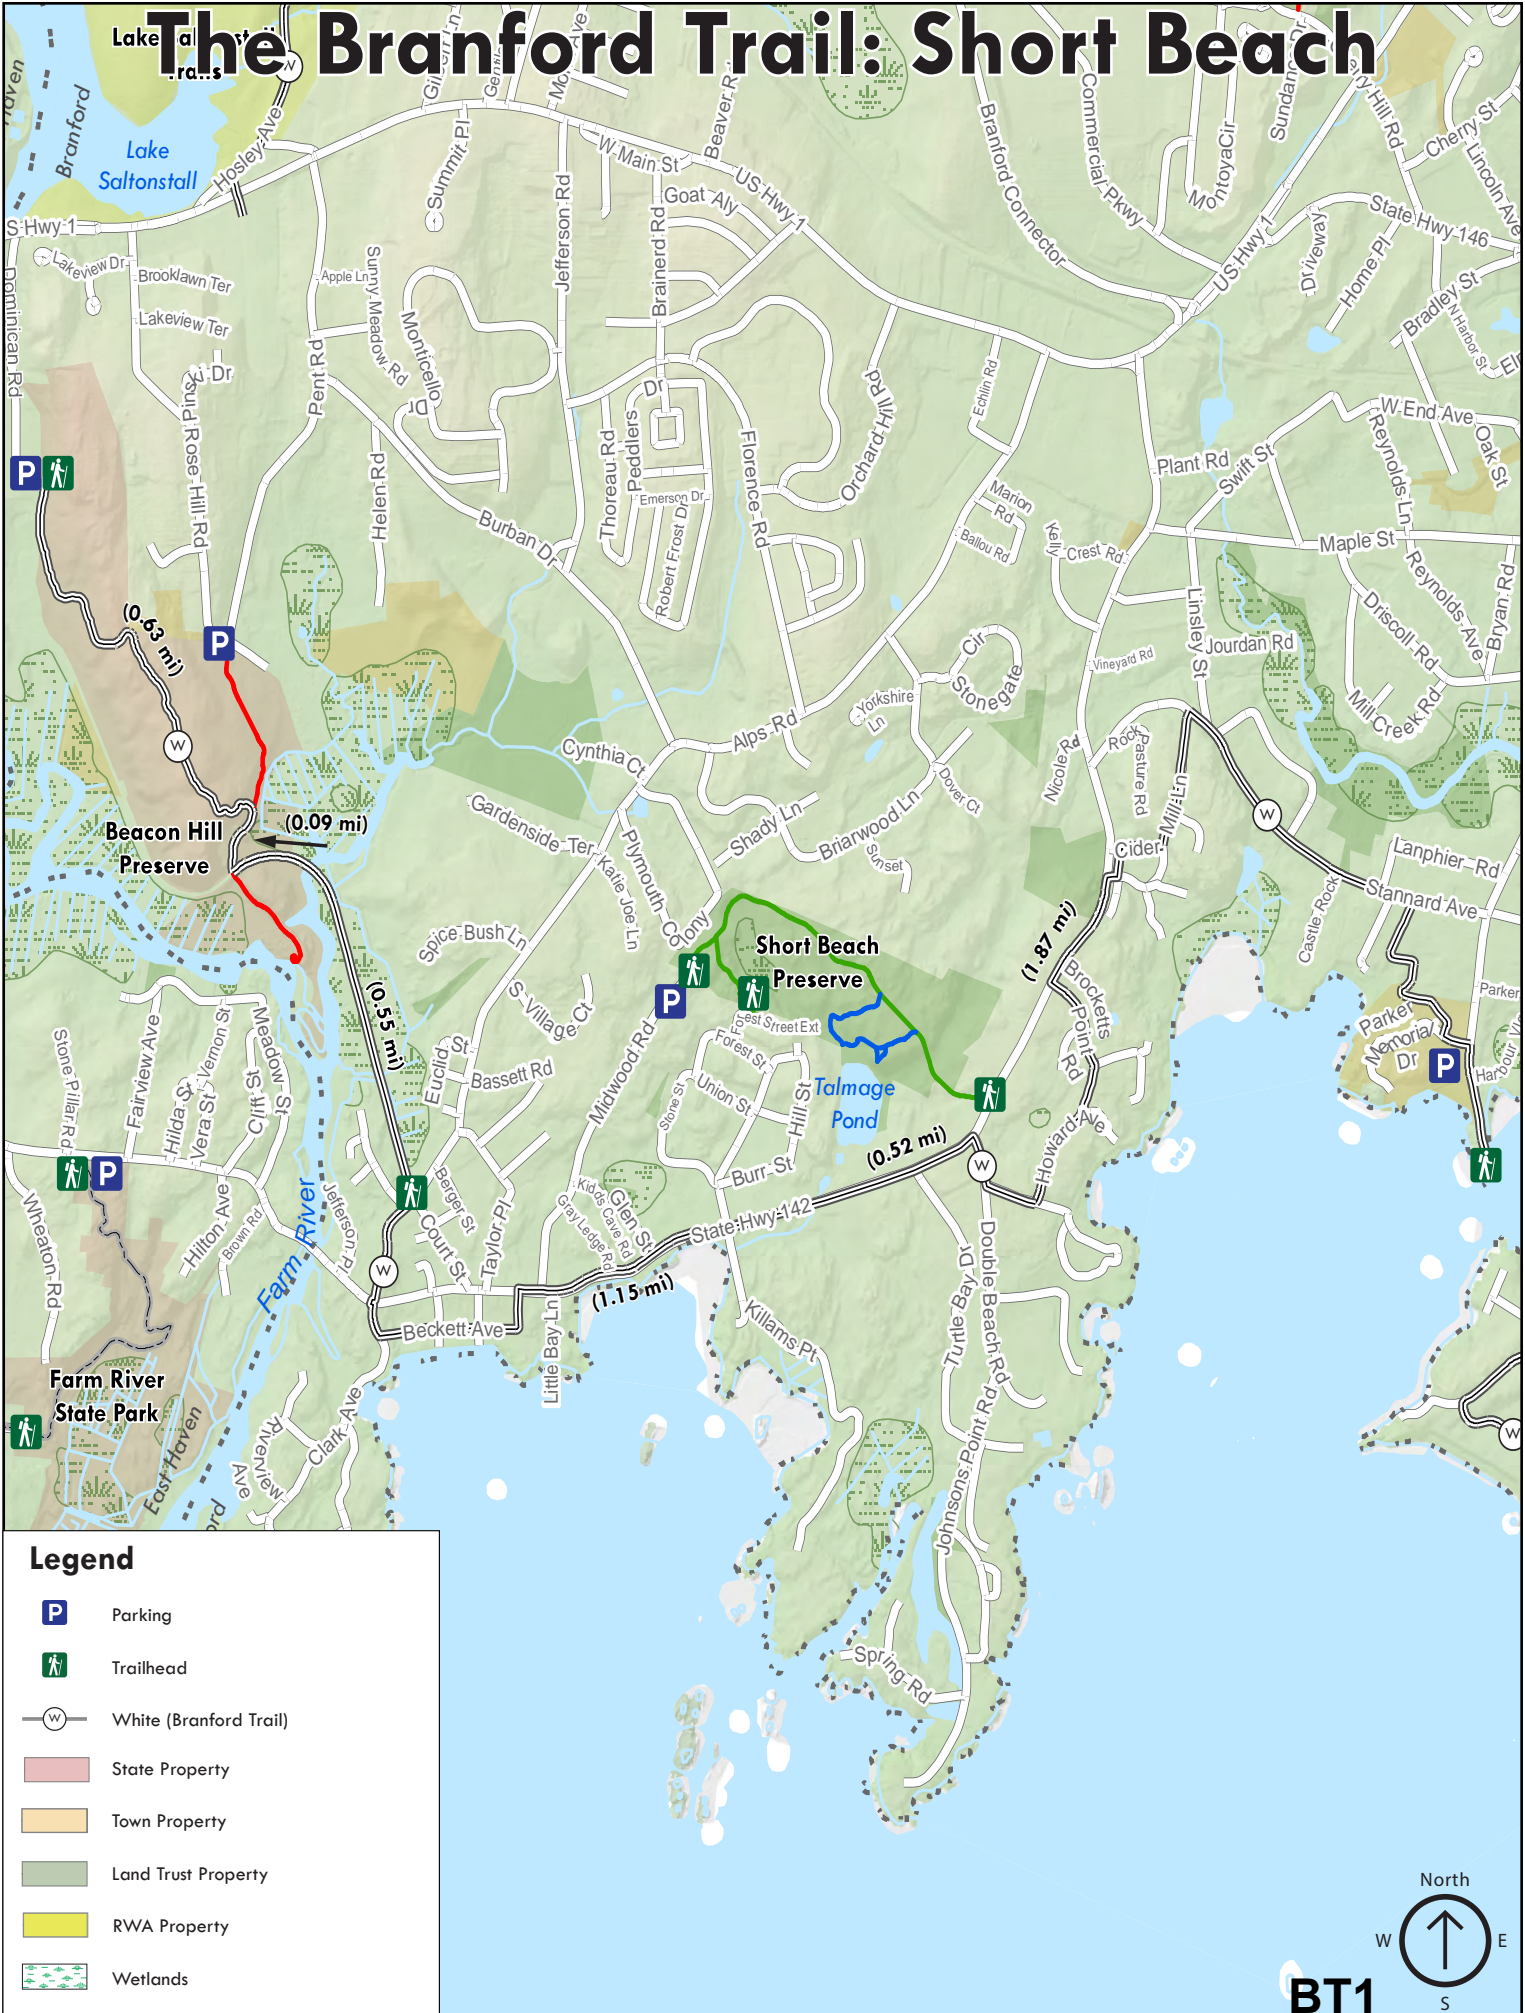 The Branford Trail: Short Beach
Trails
W
Branford
Lake
Saltonstall
Hosley Ave
Summit Pl
W Main St
Beaver R
Goat Aly
US Hwy 1
Jefferson Rd
Brainerd Rd
Branford Connector
Commercial Pkwy
MontoyaCir
Cherry St
Lincoln Ave
State Hwy 146
US Hwy 1
Driveway
Home Pl
Bradley St
N Harbor St
S Hwy 1
Lakeview Dr
Brooklawn Ter
Lakeview Ter
Dominican Rd
Apple Ln
Sunny Meadow Rd
Monticello
Dr
Pent Rd
Pinski Dr
Rose Hill Rd
Helen Rd
Burban Dr
Thoreau Rd
Peddlers
Dr
Emerson Dr
Robert Frost Dr
Florence Rd
Orchard Hill Rd
Echlin Rd
Marion
Rd
Ballou Rd
Kelly
Crest Rd
Plant Rd
Swift St
W End Ave
Oak St
Reynolds Ln
Maple St
Reynolds Ave
Bryan Rd
Driscoll Rd
Linsley St
Jourdan Rd
Mill Creek Rd
Vineyard Rd
P
(0.63 mi)
P
W
Beacon Hill
Preserve
(0.09 mi)
Cynthia Ct
Alps Rd
Yorkshire
Ln
Cir
Stonegate
Dover Ct
Nicole Rd
Rock
Pasture Rd
Mill Ln
Cider
W
Gardenside Ter
Katie Joe Ln
Plymouth Colony
Shady Ln
Briarwood Ln
Sunset
Lanphier Rd
Stannard Ave
Castle Rock
Spice Bush Ln
S Village Ct
Short Beach
Preserve
(1.87 mi)
Brocketts
Point
Rd
Parker
Parker
Memorial
Dr
P
(0.55 mi)
P
Midwood Rd
Forest Street Ext
Forest St
Union St
Stone St
Hill St
Burr St
Talmage
Pond
(0.52 mi)
W
Howard Ave
Euclid St
Bassett Rd
Stone Pillar Rd
Fairview Ave
Hilda St
Vernon St
Vera St
Cliff St
Meadow St
P
Wheaton Rd
Hilton Ave
Brown Rd
Jefferson Pl
Farm River
Berger St
Court St
Taylor Pl
Kidds Cave Rd
Gray Ledge Rd
Glen St
State Hwy 142
(1.15 mi)
W
Beckett Ave
Little Bay Ln
Killams Pt
Turtle Bay Dr
Double Beach Rd
Johnsons Point Rd
Spring Rd
Farm River
State Park
East Haven
Riverview
Ave
Clark Ave
W
Legend
P Parking
Trailhead
W White (Branford Trail)
State Property
Town Property
Land Trust Property
RWA Property
Wetlands
North
W E
S
BT1